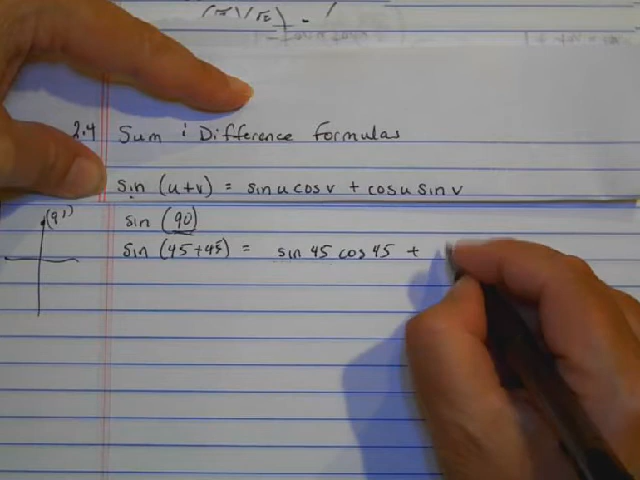 2.4 Sum & Difference Formulas
sin (u+v) = sin u cos v + cos u sin v
sin (90)
sin (45+45) = sin 45 cos 45 +